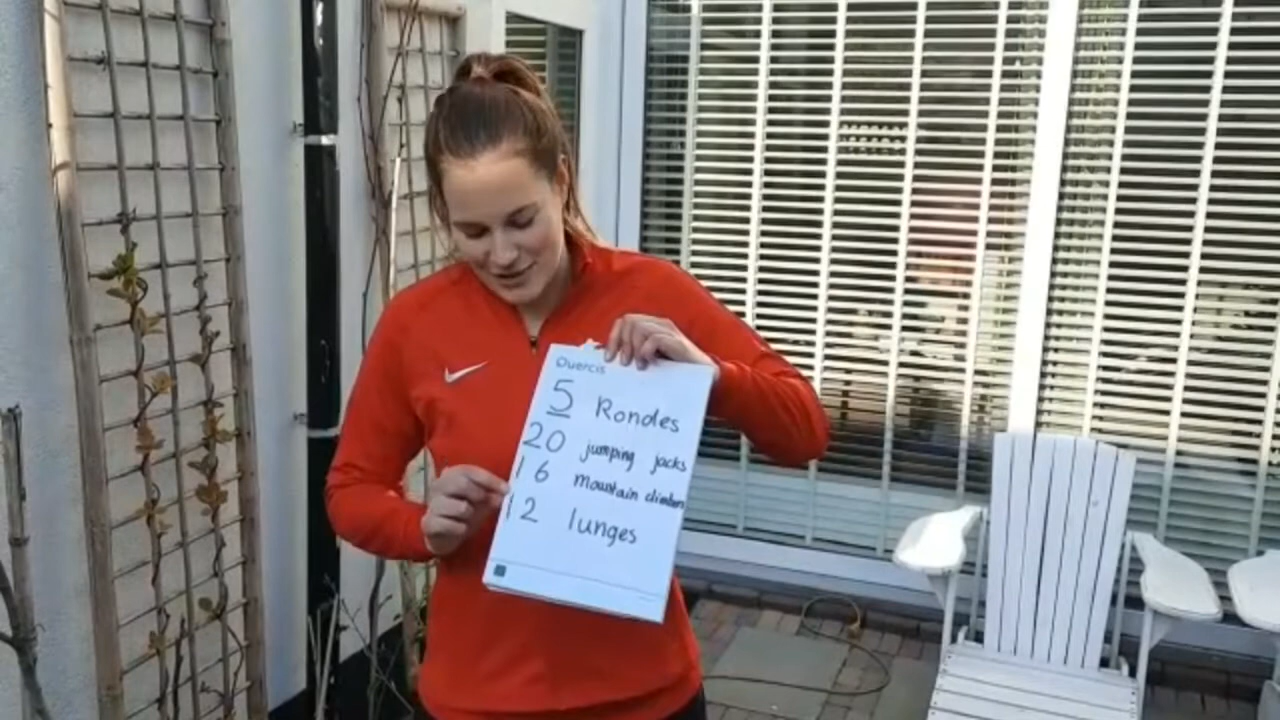 Quercis
5 Rondes
20 jumping jacks
16 mountain climbers
12 lunges